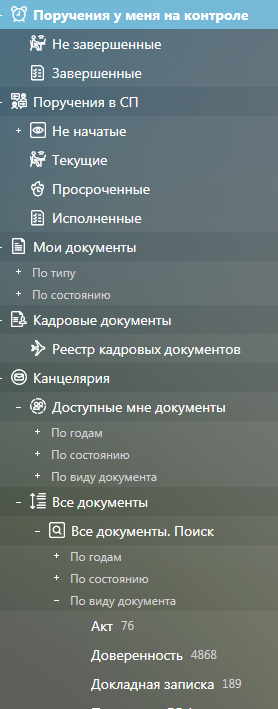 Поручения у меня на контроле
Не завершенные
Завершенные
Поручения в СП
Не начатые
Текущие
Просроченные
Исполненные
Мои документы
По типу
По состоянию
Кадровые документы
Реестр кадровых документов
Канцелярия
Доступные мне документы
По годам
По состоянию
По виду документа
Все документы
Все документы. Поиск
По годам
По состоянию
По виду документа
Акт 76
Доверенность 4868
Докладная записка 189